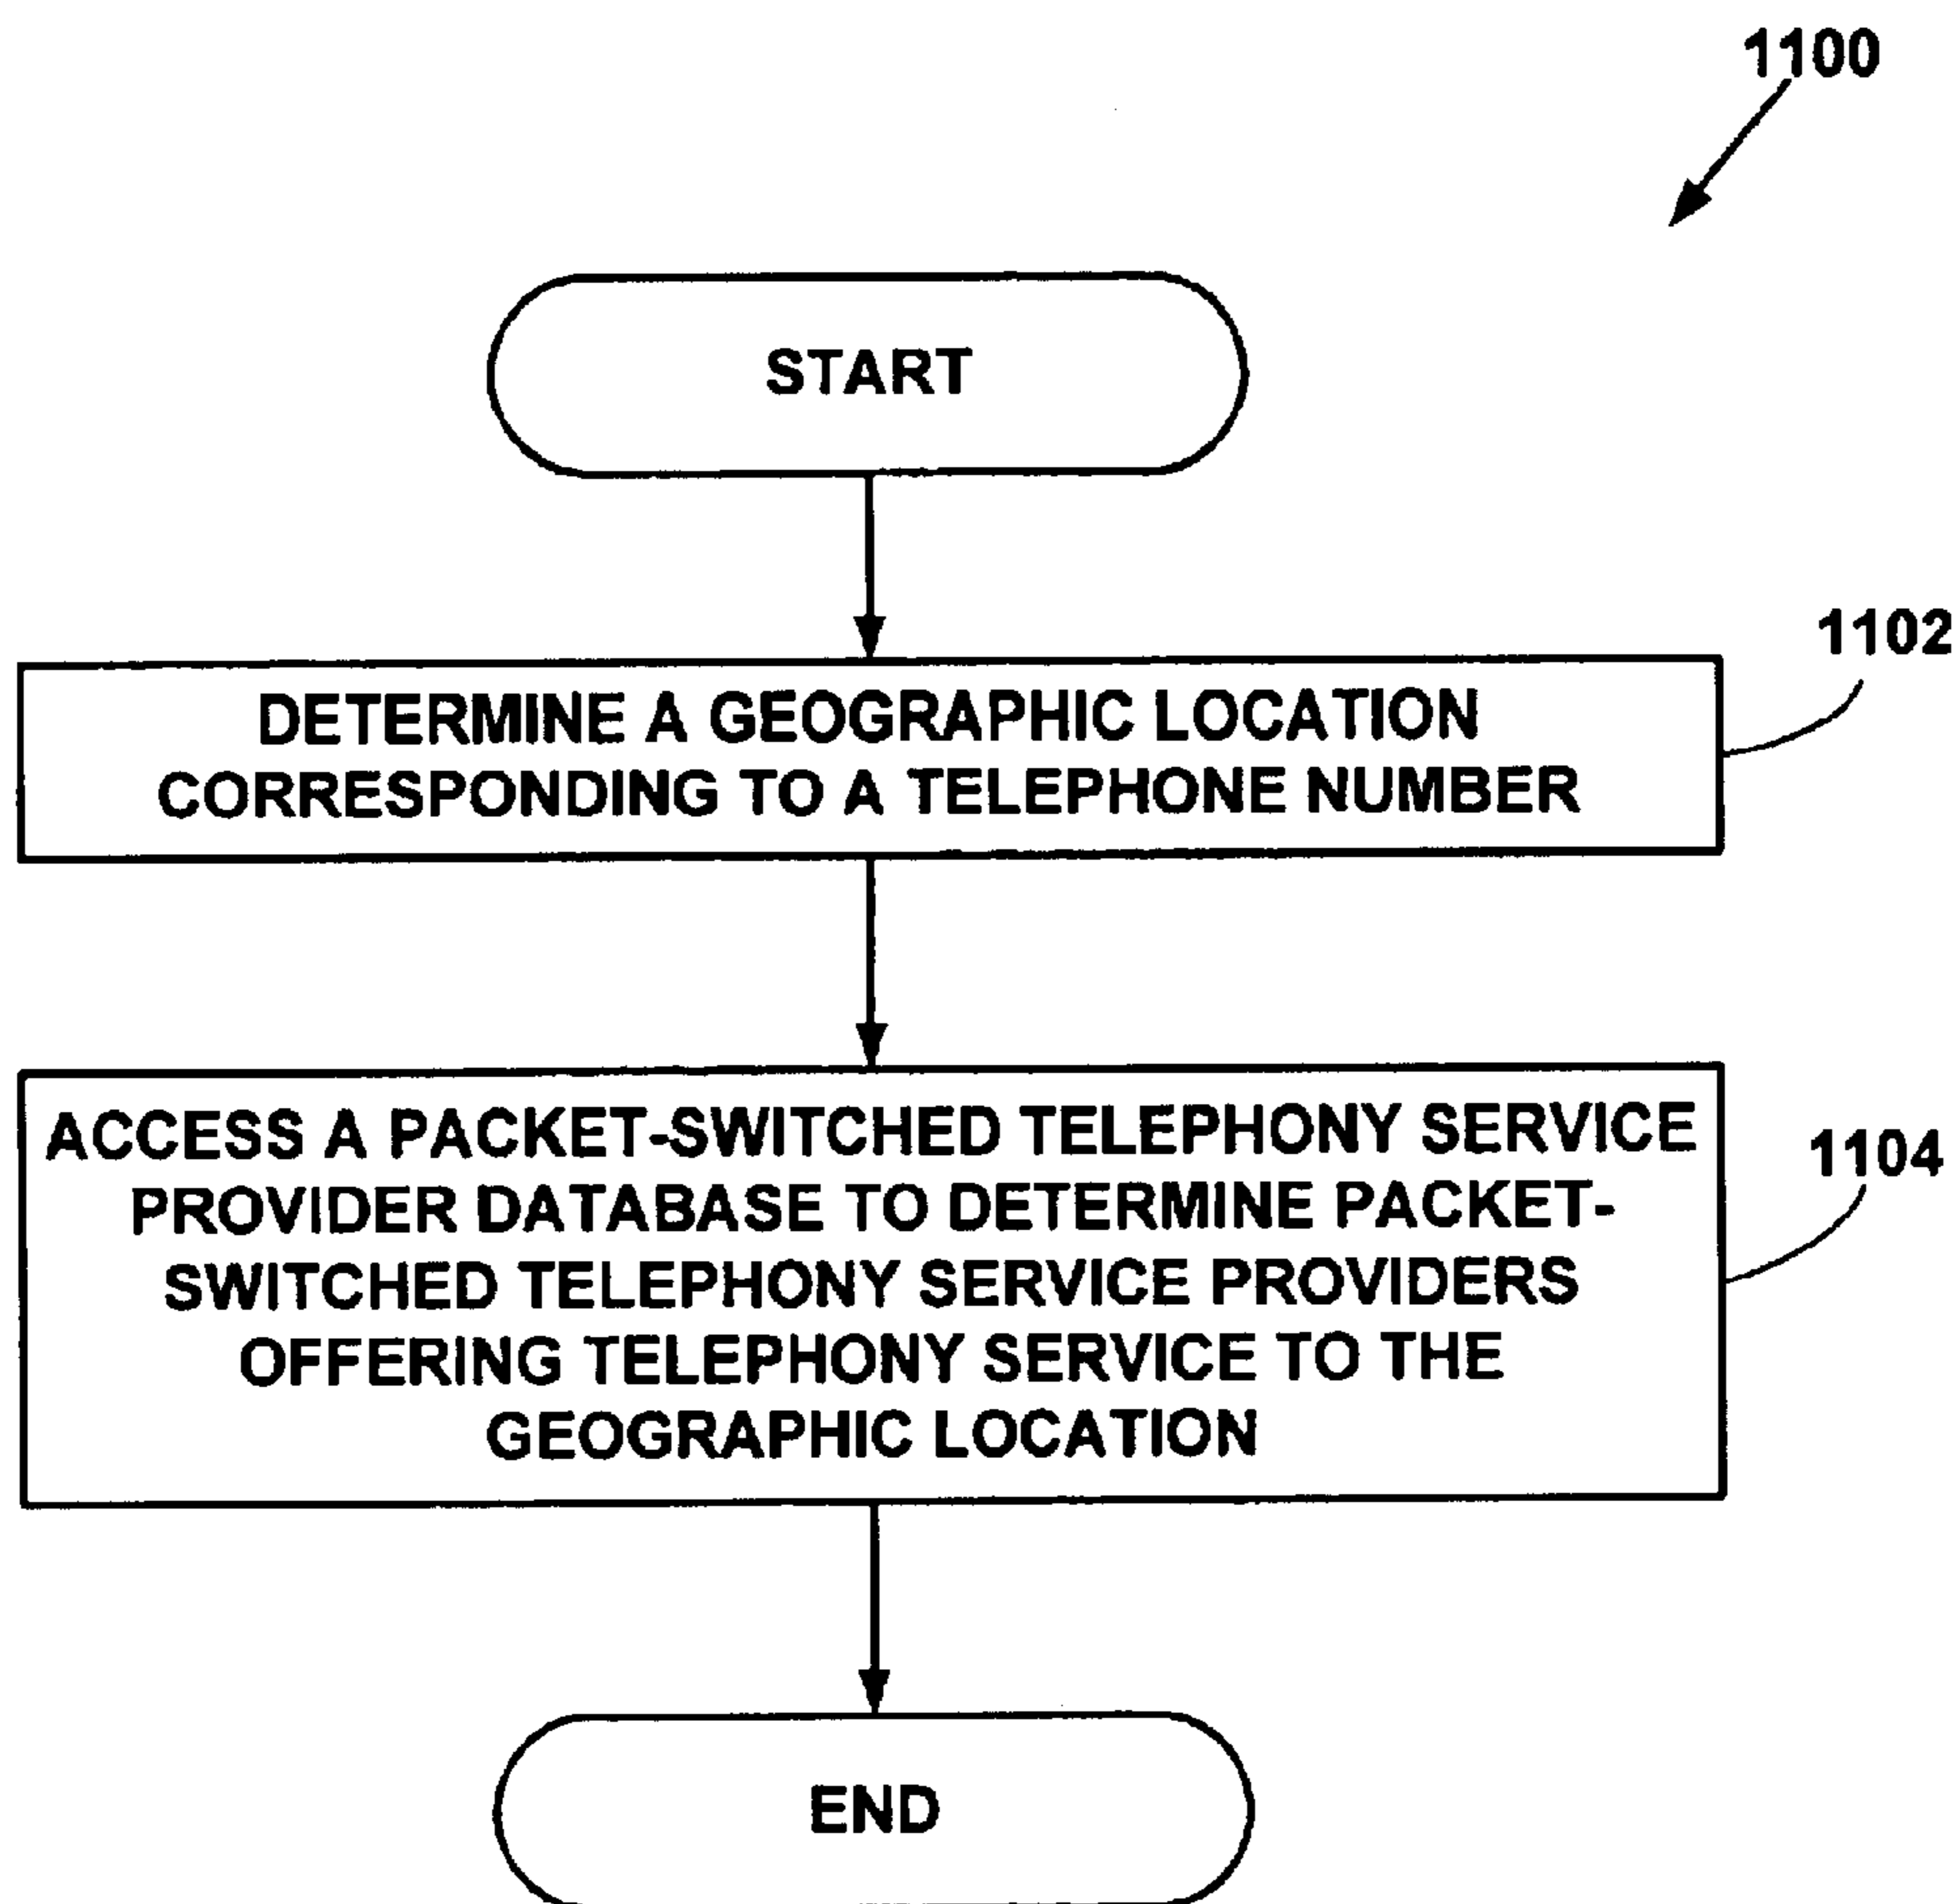 1100
START
1102
DETERMINE A GEOGRAPHIC LOCATION
CORRESPONDING TO A TELEPHONE NUMBER
ACCESS A PACKET-SWITCHED TELEPHONY SERVICE
1104
PROVIDER DATABASE TO DETERMINE PACKET-
SWITCHED TELEPHONY SERVICE PROVIDERS
OFFERING TELEPHONY SERVICE TO THE
GEOGRAPHIC LOCATION
END